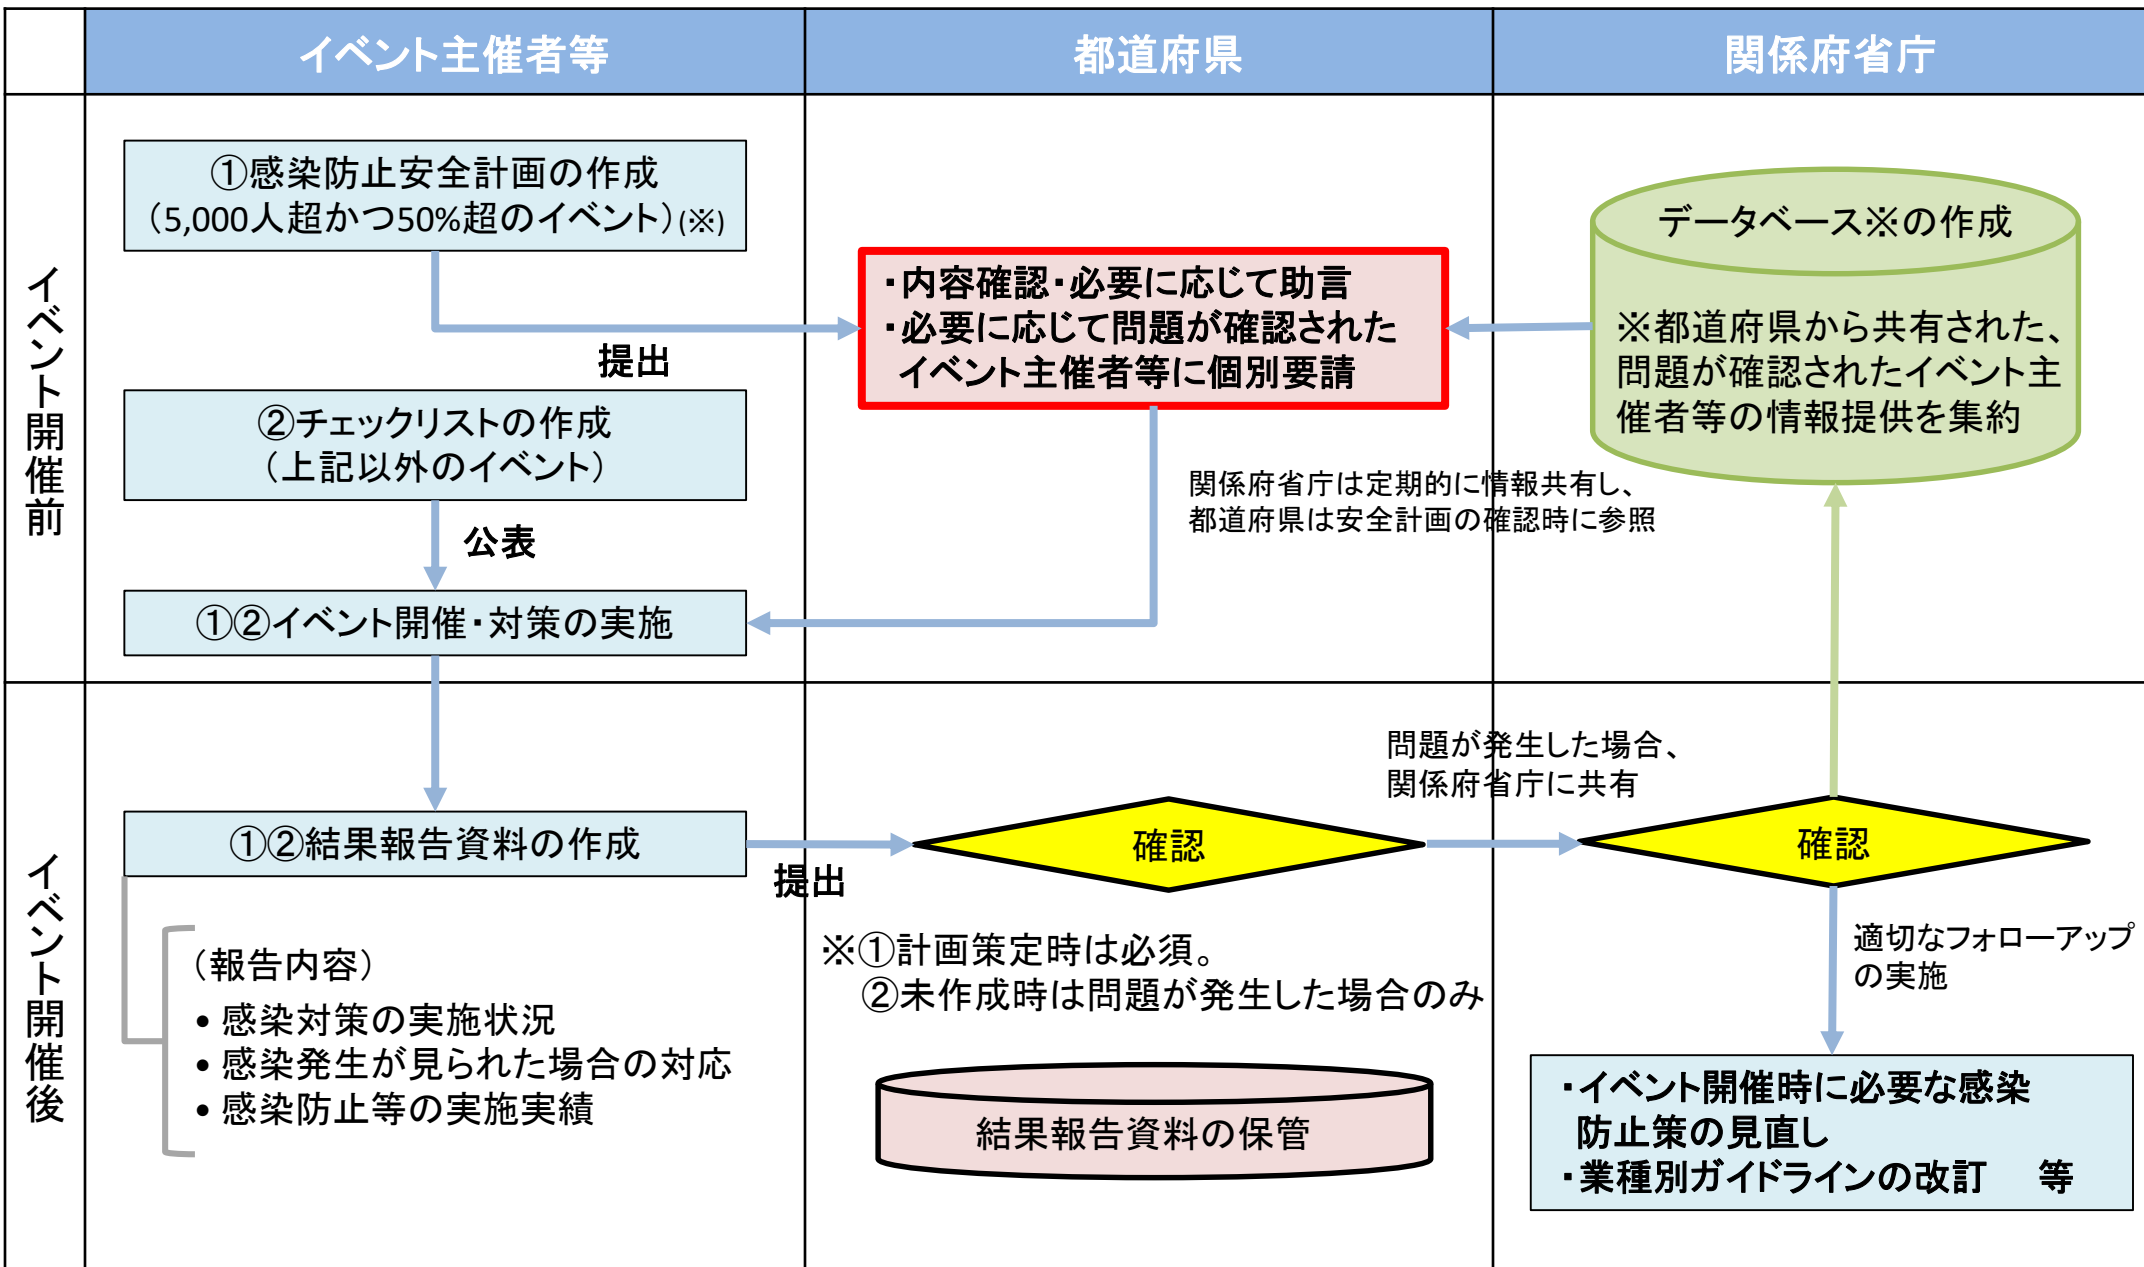 イベント主催者等
都道府県
関係府省庁
イベント開催前
①感染防止安全計画の作成
（5,000人超かつ50%超のイベント）(※)
提出
②チェックリストの作成
（上記以外のイベント）
公表
①②イベント開催・対策の実施
・内容確認・必要に応じて助言
・必要に応じて問題が確認された
イベント主催者等に個別要請
データベース※の作成
※都道府県から共有された、
問題が確認されたイベント主
催者等の情報提供を集約
関係府省庁は定期的に情報共有し、
都道府県は安全計画の確認時に参照
イベント開催後
①②結果報告資料の作成
提出
（報告内容）
• 感染対策の実施状況
• 感染発生が見られた場合の対応
• 感染防止等の実施実績
確認
※①計画策定時は必須。
②未作成時は問題が発生した場合のみ
結果報告資料の保管
問題が発生した場合、
関係府省庁に共有
確認
適切なフォローアップ
の実施
・イベント開催時に必要な感染
防止策の見直し
・業種別ガイドラインの改訂　等